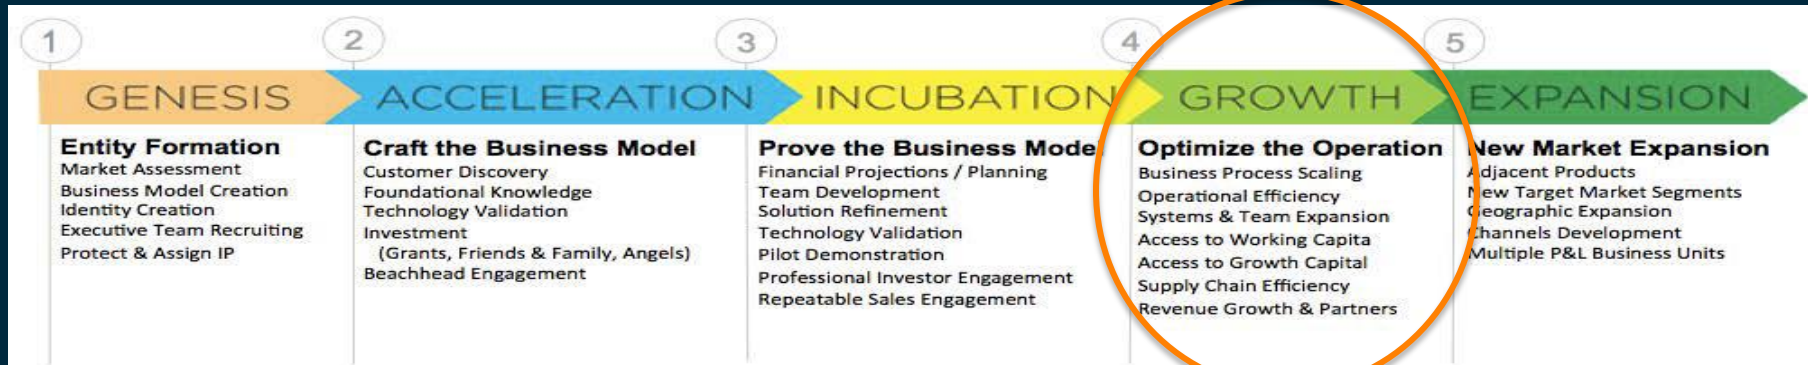 1
GENESIS
Entity Formation
Market Assessment
Business Model Creation
Identity Creation
Executive Team Recruiting
Protect & Assign IP
2
ACCELERATION
Craft the Business Model
Customer Discovery
Foundational Knowledge
Technology Validation
Investment
(Grants, Friends & Family, Angels)
Beachhead Engagement
3
INCUBATION
Prove the Business Model
Financial Projections / Planning
Team Development
Solution Refinement
Technology Validation
Pilot Demonstration
Professional Investor Engagement
Repeatable Sales Engagement
4
GROWTH
Optimize the Operation
Business Process Scaling
Operational Efficiency
Systems & Team Expansion
Access to Working Capita
Access to Growth Capital
Supply Chain Efficiency
Revenue Growth & Partners
5
EXPANSION
New Market Expansion
Adjacent Products
New Target Market Segments
Geographic Expansion
Channels Development
Multiple P&L Business Units